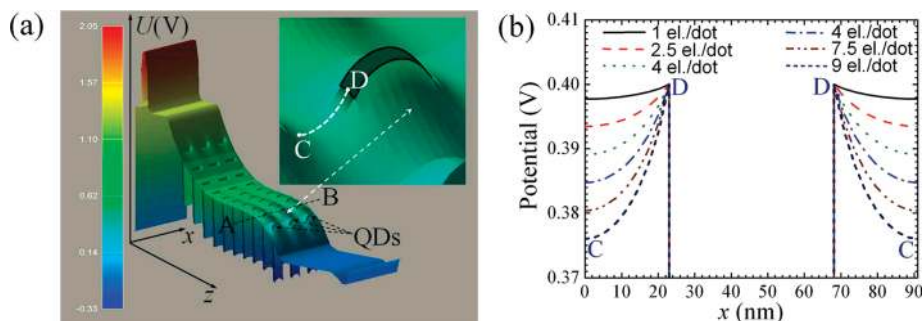 (a)
2.05
1.57
1.10
0.62
0.14
-0.33
U(V)
D
C
B
A
QDs
x
z
(b)
0.41
0.40
0.39
0.38
0.37
Potential (V)
1 el./dot
2.5 el./dot
4 el./dot
4 el./dot
7.5 el./dot
9 el./dot
D
D
C
C
0 10 20 30 40 50 60 70 80 90
x (nm)